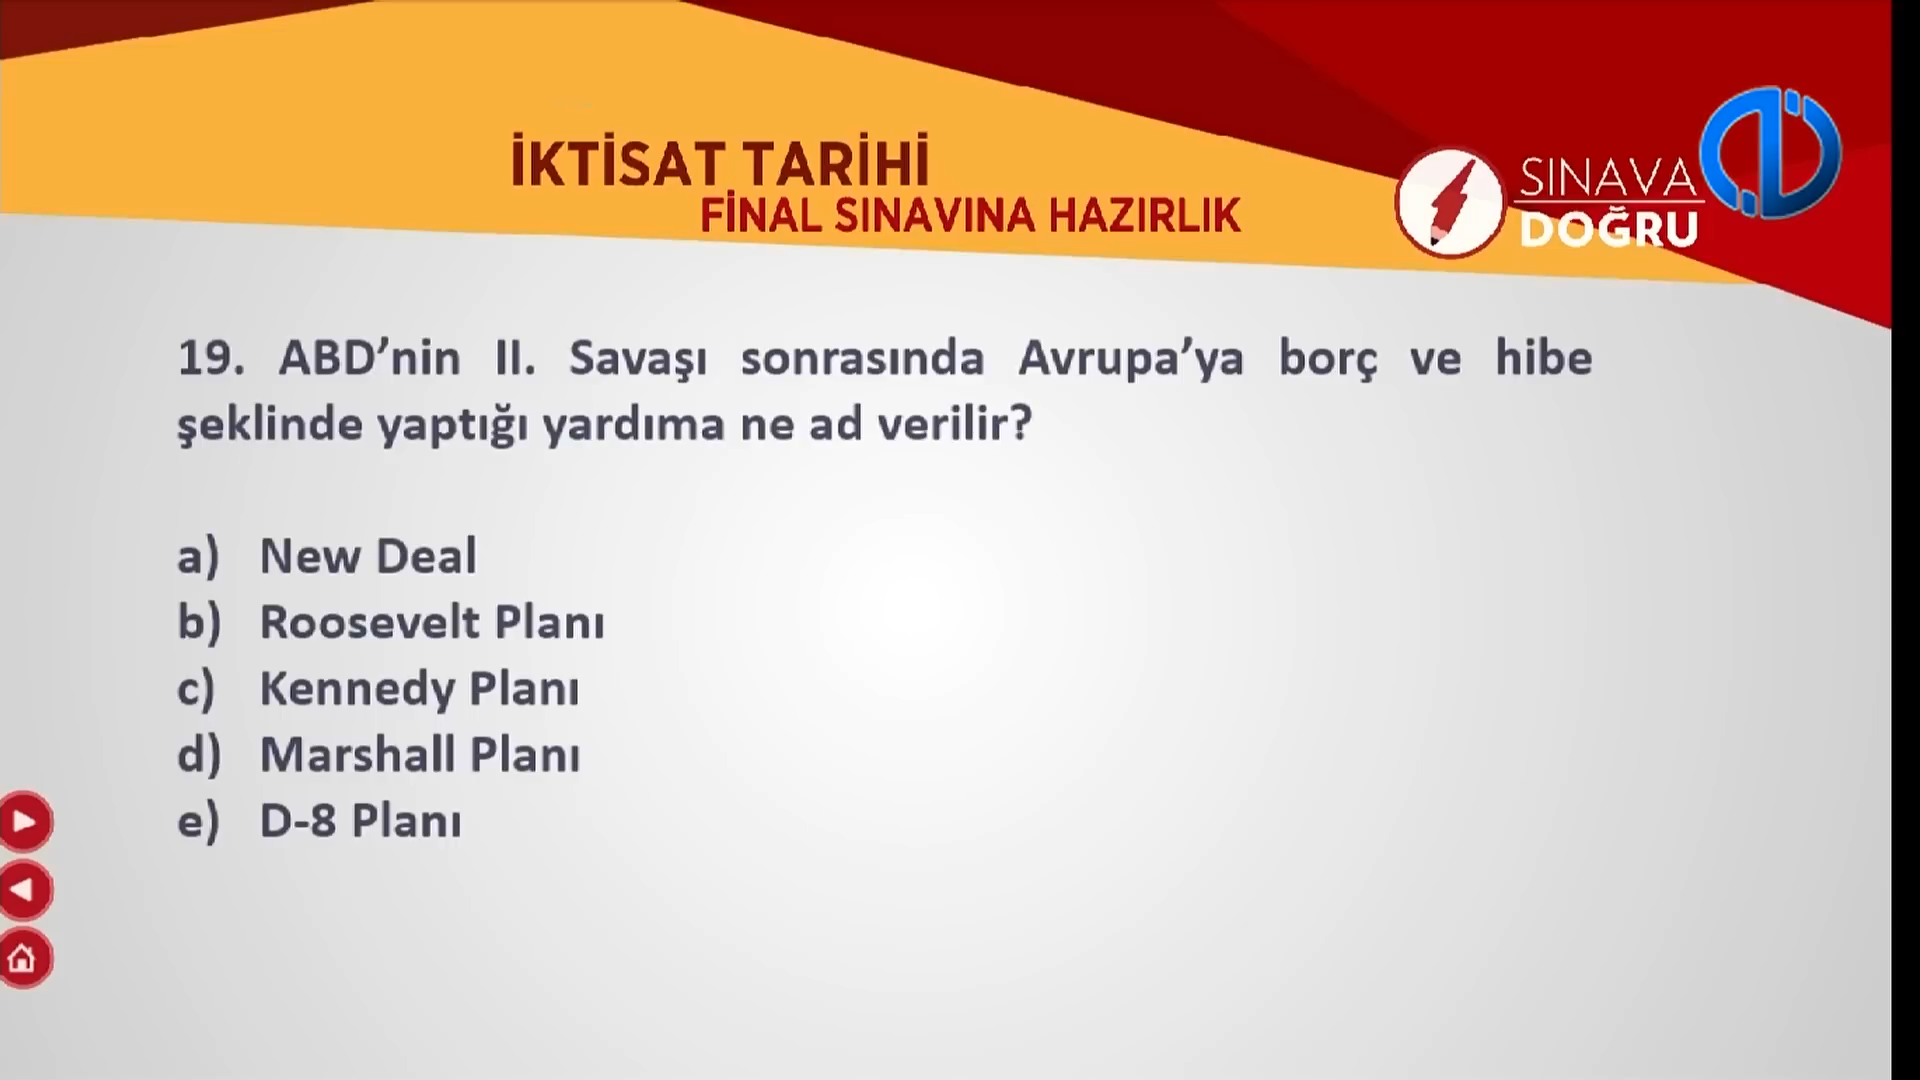 İKTİSAT TARİHİ
FİNAL SINAVINA HAZIRLIK
SINAVA
DOĞRU
19. ABD’nin II. Savaşı sonrasında Avrupa’ya borç ve hibe
şeklinde yaptığı yardıma ne ad verilir?
a) New Deal
b) Roosevelt Planı
c) Kennedy Planı
d) Marshall Planı
e) D-8 Planı